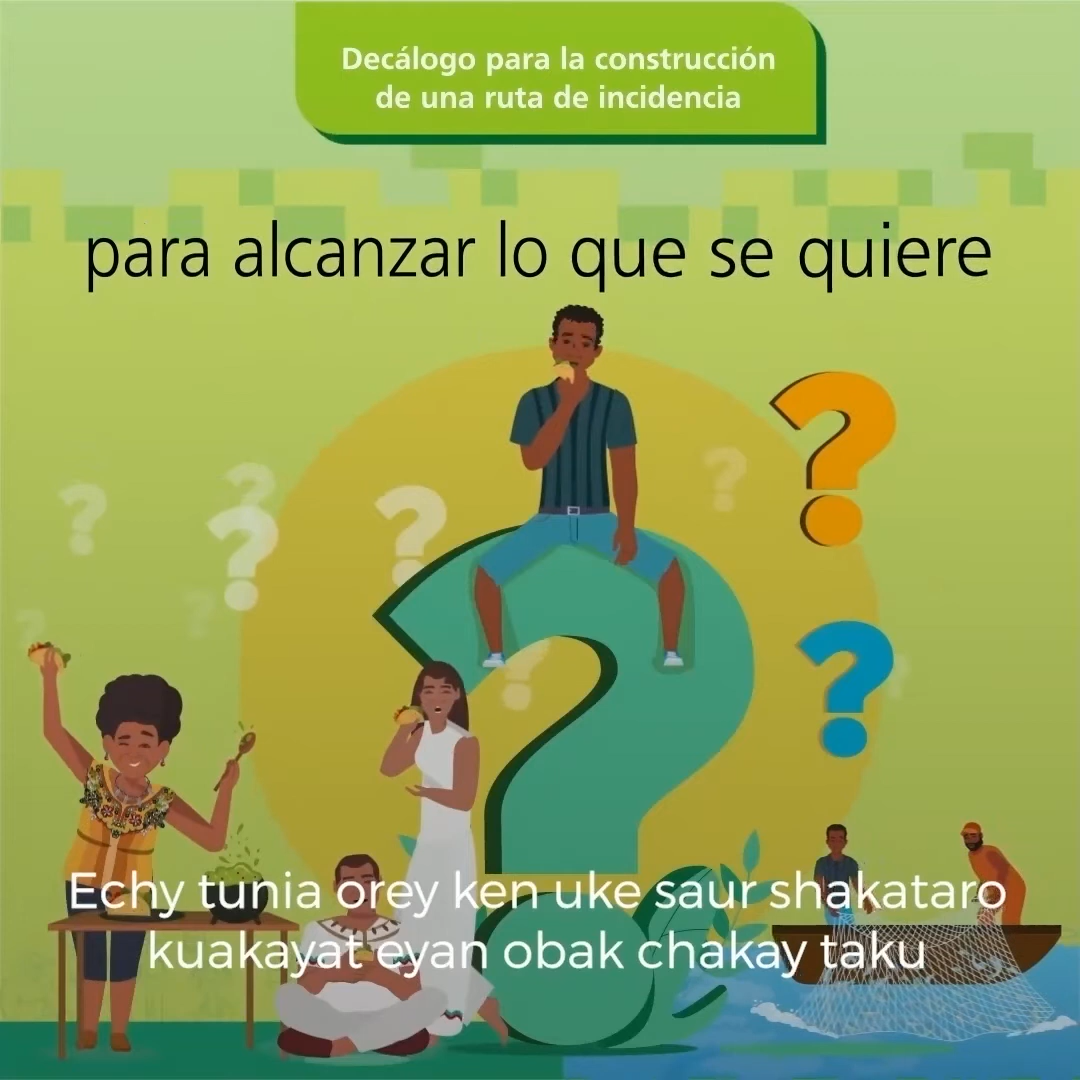 Decálogo para la construcción
de una ruta de incidencia
para alcanzar lo que se quiere
Echy tunia orey ken uke saur shakataro
kuakayat eyan obak chakay taku